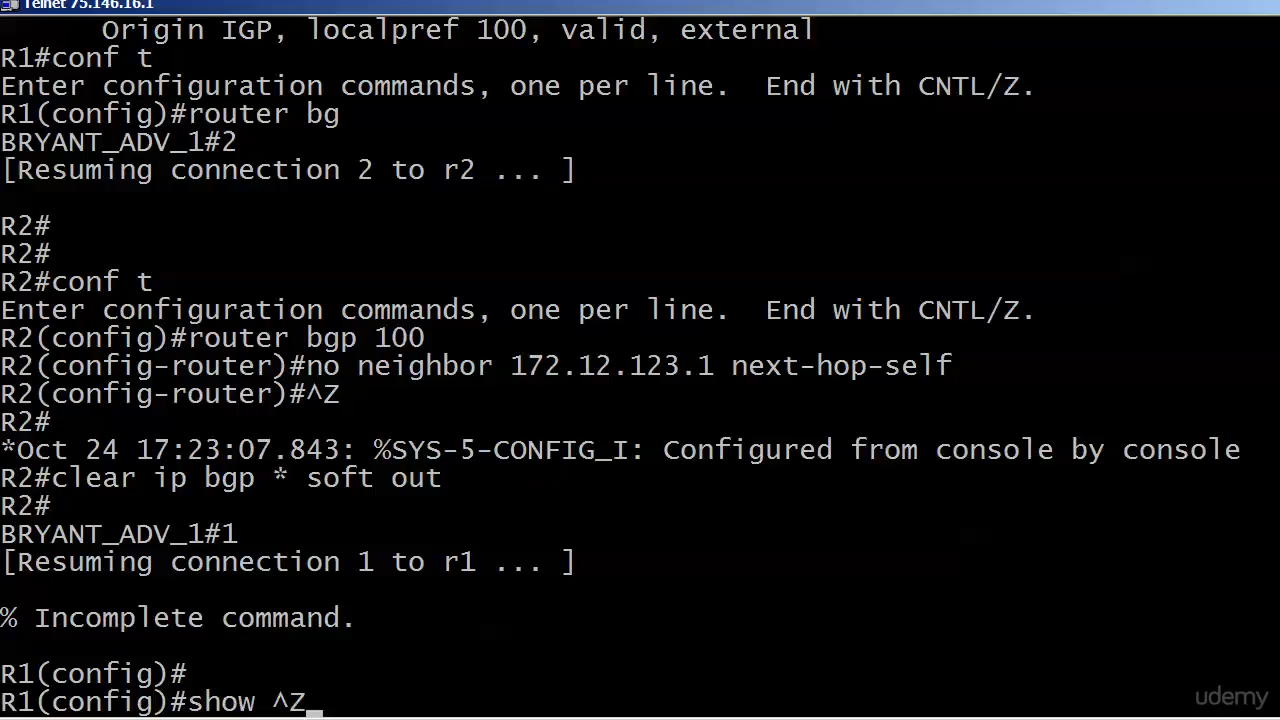 Telnet 75.146.16.1
Origin IGP, localpref 100, valid, external
R1#conf t
Enter configuration commands, one per line.  End with CNTL/Z.
R1(config)#router bg
BRYANT_ADV_1#2
[Resuming connection 2 to r2 ... ]
R2#
R2#
R2#conf t
Enter configuration commands, one per line.  End with CNTL/Z.
R2(config)#router bgp 100
R2(config-router)#no neighbor 172.12.123.1 next-hop-self
R2(config-router)#^Z
R2#
*Oct 24 17:23:07.843: %SYS-5-CONFIG_I: Configured from console by console
R2#clear ip bgp * soft out
R2#
BRYANT_ADV_1#1
[Resuming connection 1 to r1 ... ]
% Incomplete command.
R1(config)#
R1(config)#show ^Z_
udemy